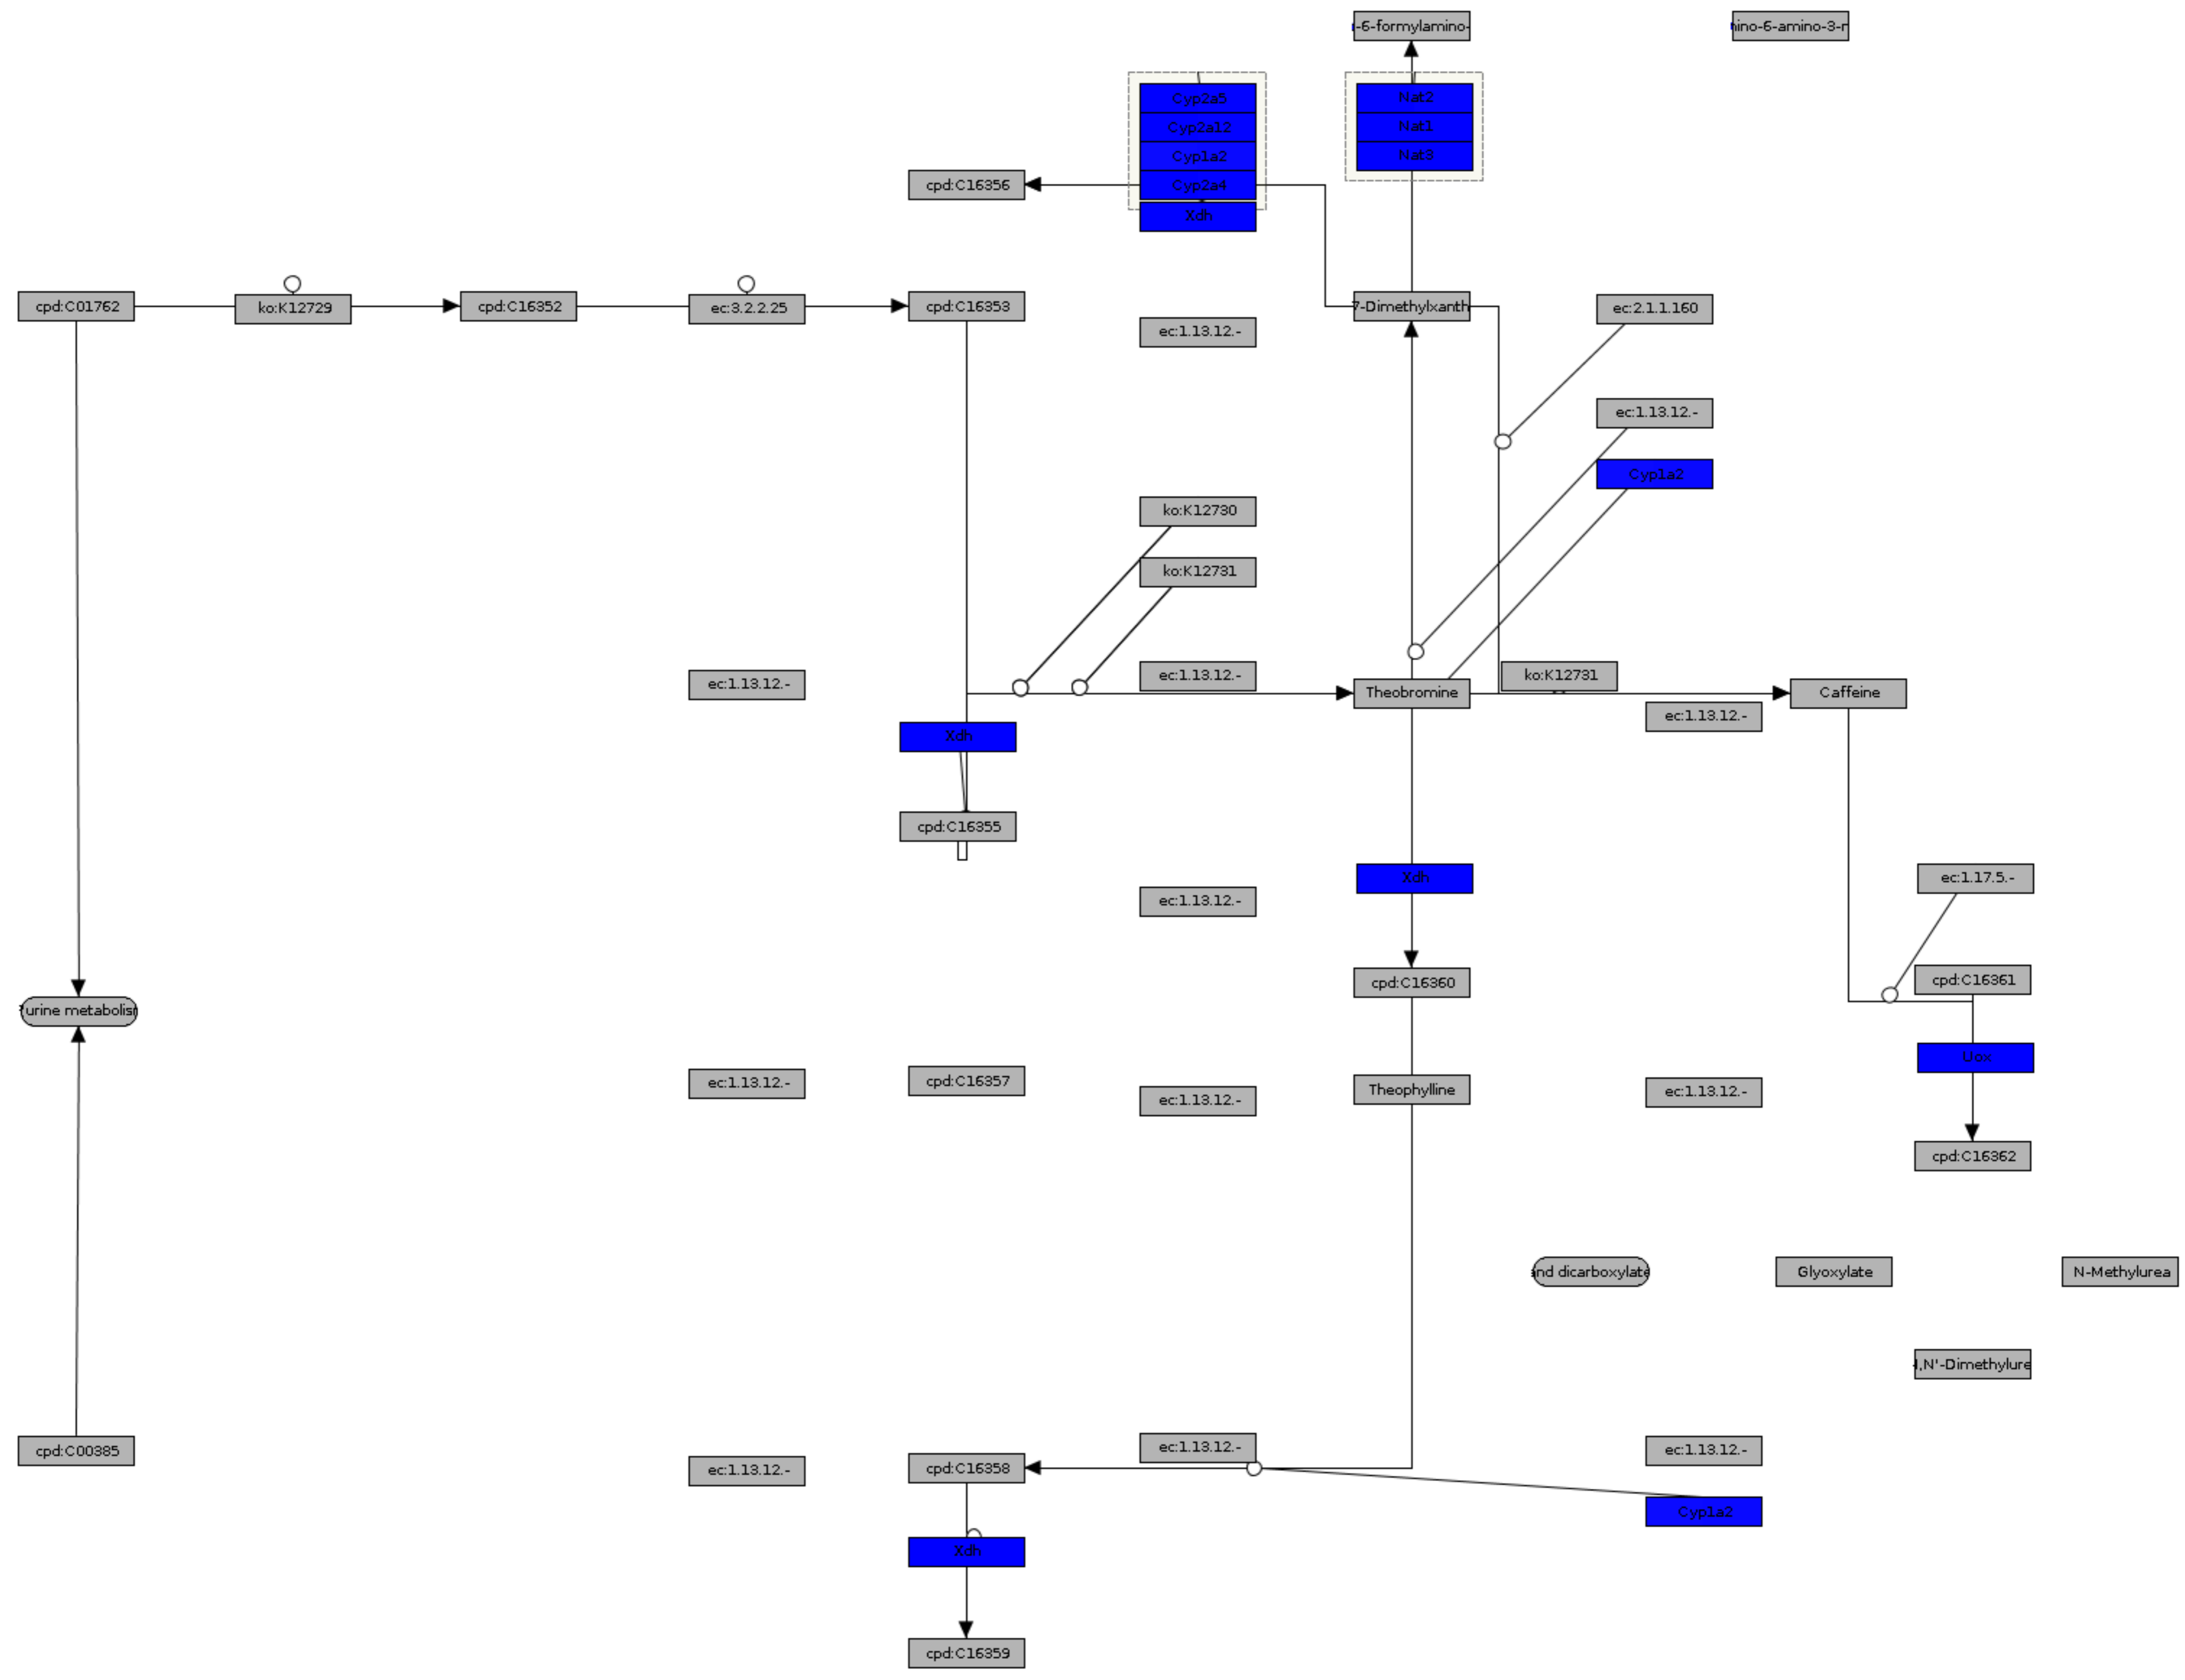 -6-formylamino-
ino-6-amino-3-r
Cyp2a5
Nat2
Cyp2a12
Nat1
Cyp1a2
Nat3
cpd:C16356
Cyp2a4
Xdh
cpd:C01762
ko:K12729
cpd:C16352
ec:3.2.2.25
cpd:C16353
7-Dimethylxanth
ec:2.1.1.160
ec:1.13.12.-
ec:1.13.12.-
Cyp1a2
ko:K12730
ko:K12731
ec:1.13.12.-
ec:1.13.12.-
Theobromine
ko:K12731
Caffeine
ec:1.13.12.-
Xdh
cpd:C16355
Xdh
ec:1.17.5.-
ec:1.13.12.-
cpd:C16360
cpd:C16361
urine metabolisr
Uox
ec:1.13.12.-
cpd:C16357
ec:1.13.12.-
Theophylline
ec:1.13.12.-
cpd:C16362
and dicarboxylate
Glyoxylate
N-Methylurea
I,N'-Dimethylure
cpd:C00385
ec:1.13.12.-
cpd:C16358
ec:1.13.12.-
ec:1.13.12.-
Cyp1a2
Xdh
cpd:C16359